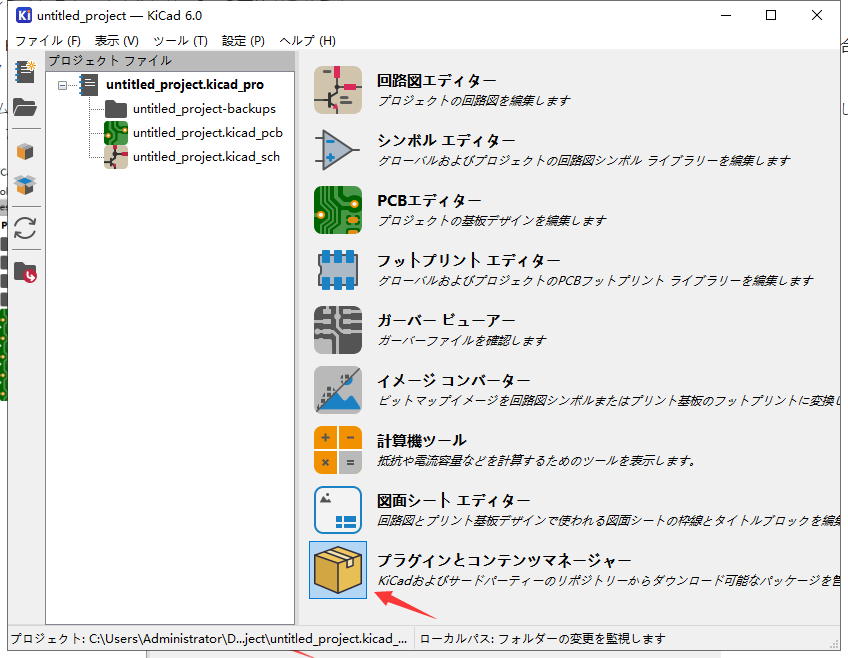 untitled_project — KiCad 6.0
ファイル (F) 表示 (V) ツール (T) 設定 (P) ヘルプ (H)
プロジェクト ファイル
untitled_project.kicad_pro
untitled_project-backups
untitled_project.kicad_pcb
untitled_project.kicad_sch
回路図エディター
プロジェクトの回路図を編集します
シンボル エディター
グローバルおよびプロジェクトの回路図シンボル ライブラリーを編集します
PCBエディター
プロジェクトの基板デザインを編集します
フットプリント エディター
グローバルおよびプロジェクトのPCBフットプリント ライブラリーを編集します
ガーバー ビューアー
ガーバーファイルを確認します
イメージ コンバーター
ビットマップイメージを回路図シンボルまたはプリント基板のフットプリントに変換し
計算機ツール
抵抗や電流容量などを計算するためのツールを表示します。
図面シート エディター
回路図とプリント基板デザインで使われる図面シートの枠線とタイトルブロックを編集
プラグインとコンテンツマネージャー
KiCadおよびサードパーティーのリポジトリーからダウンロード可能なパッケージを管
プロジェクト: C:\Users\Administrator\D...ject\untitled_project.kicad_... ローカルパス: フォルダーの変更を監視します